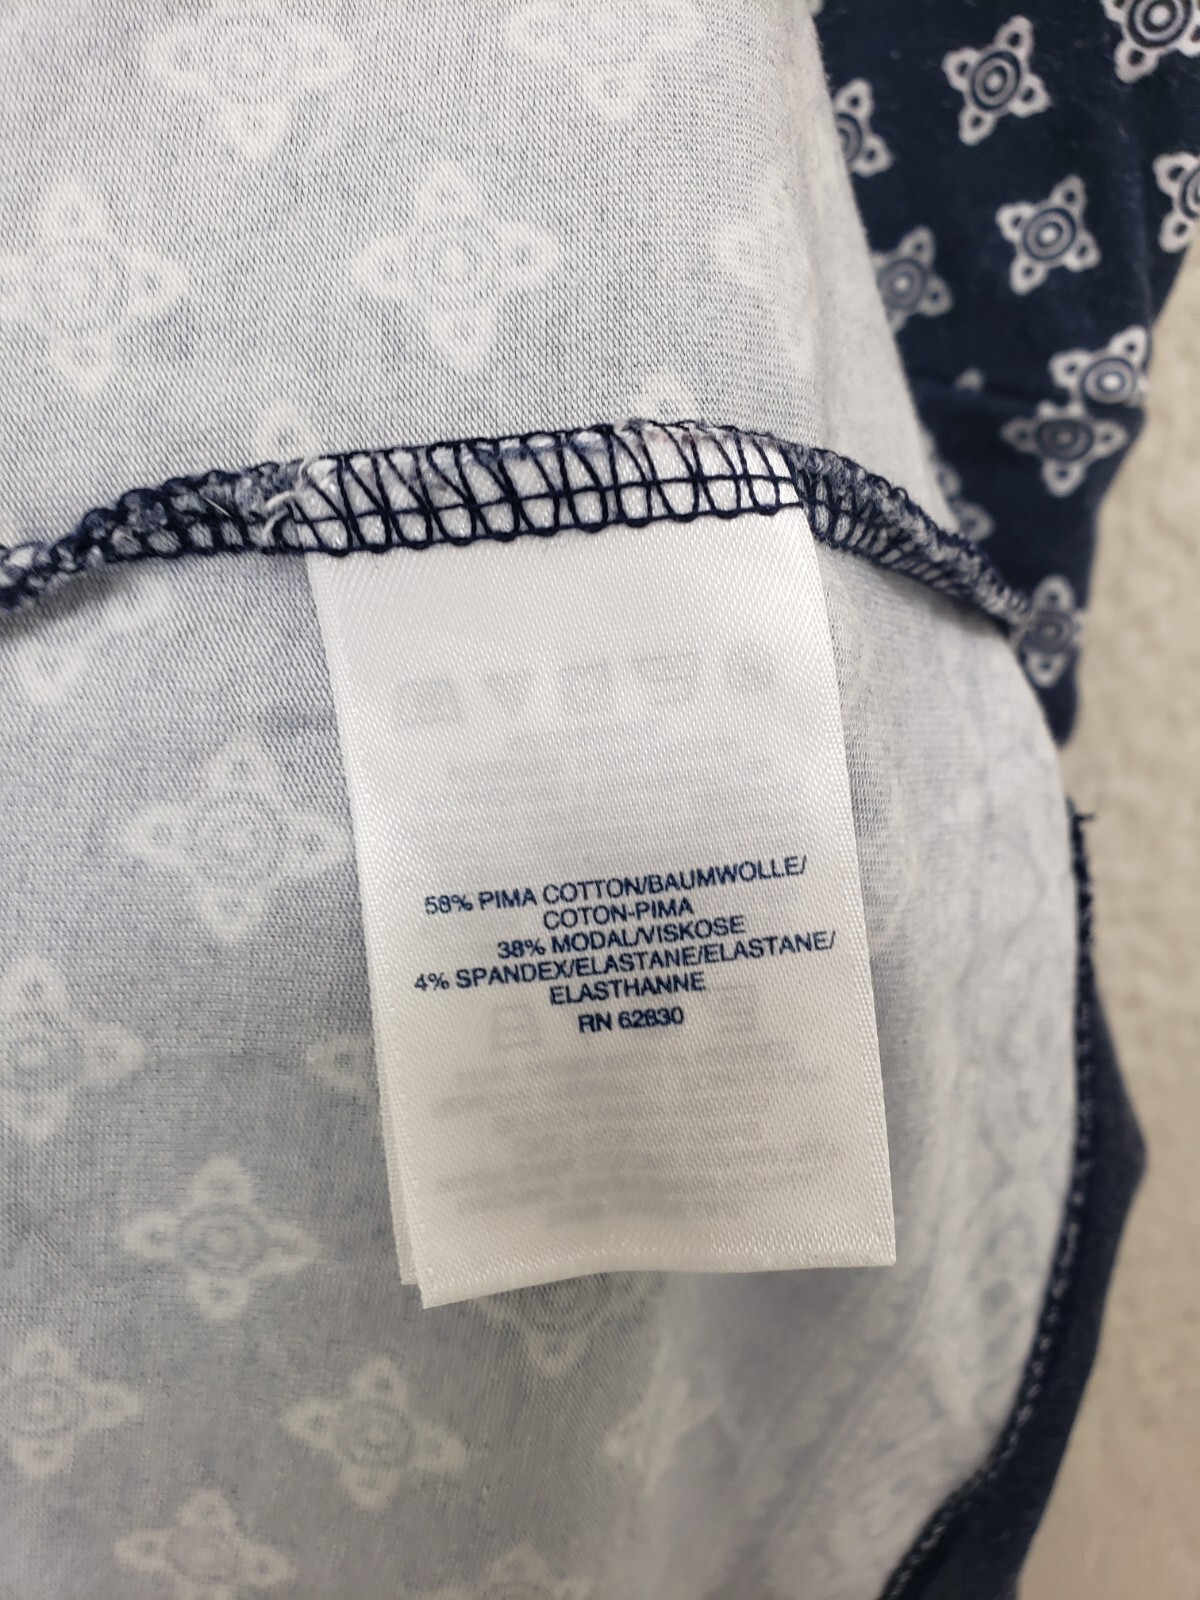 58% PIMA COTTON/BAUMWOLLE/
COTON-PIMA
38% MODAL/VISKOSE
4% SPANDEX/ELASTANE/ELASTANE/
ELASTHANNE
RN 62830